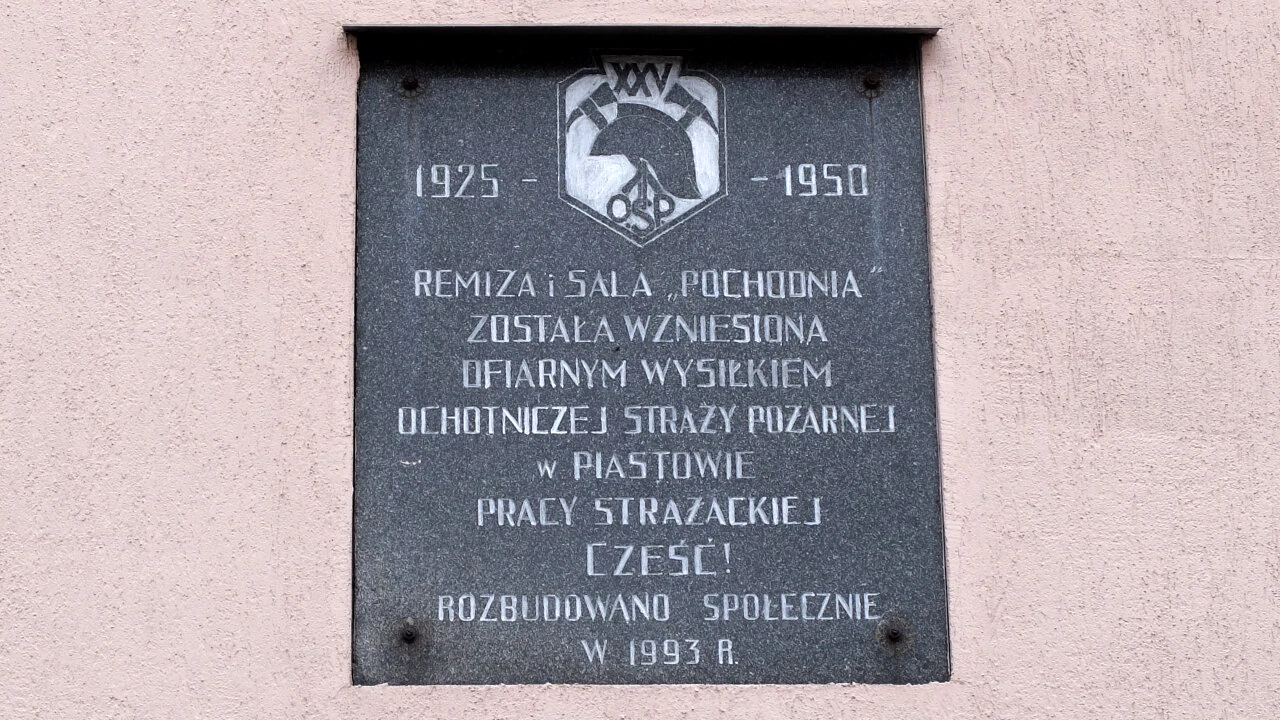 XXV
1925 - - 1950
OSP
REMIZA i SALA „POCHODNIA”
ZOSTAŁA WZNIESIONA
OFIARNYM WYSIŁKIEM
OCHOTNICZEJ STRAŻY POŻARNEJ
w PIASTOWIE
PRACY STRAŻACKIEJ
CZEŚĆ!
ROZBUDOWANO SPOŁECZNIE
W 1993 R.